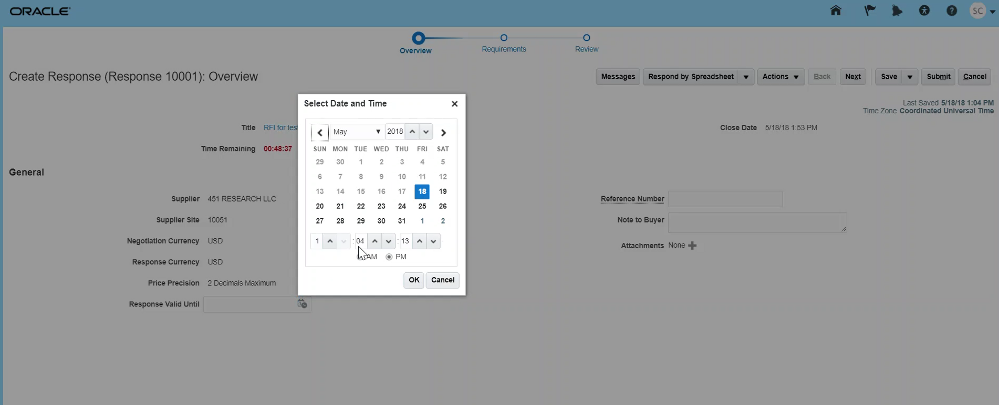 ORACLE
SC
Overview
Requirements
Review
Create Response (Response 10001): Overview
Messages
Respond by Spreadsheet
Actions
Back
Next
Save
Submit
Cancel
Last Saved 5/18/18 1:04 PM
Time Zone Coordinated Universal Time
Title RFI for test
Close Date 5/18/18 1:53 PM
Time Remaining 00:48:37
General
Supplier 451 RESEARCH LLC
Supplier Site 10051
Negotiation Currency USD
Response Currency USD
Price Precision 2 Decimals Maximum
Response Valid Until
Reference Number
Note to Buyer
Attachments None
Select Date and Time
May 2018
SUN MON TUE WED THU FRI SAT
29 30 1 2 3 4 5
6 7 8 9 10 11 12
13 14 15 16 17 18 19
20 21 22 23 24 25 26
27 28 29 30 31 1 2
1 : 04 : 13
AM PM
OK Cancel